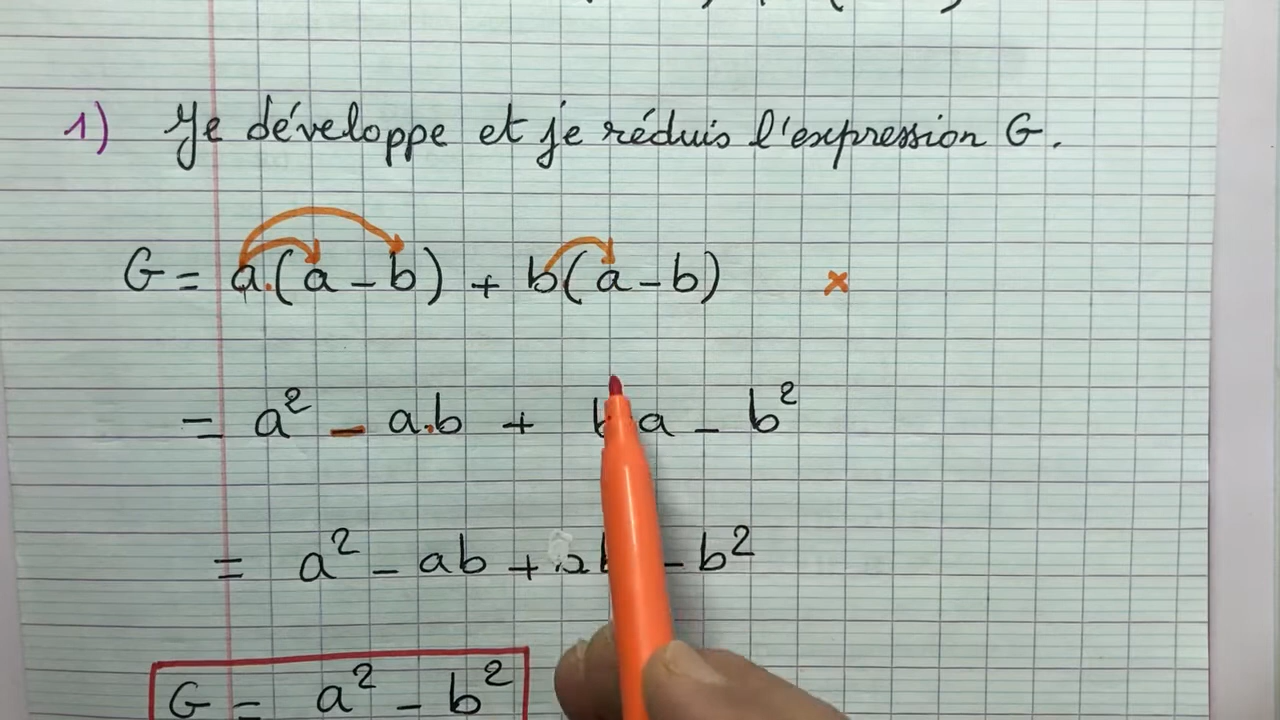 1) Je développe et je réduis l'expression G.
G = a.(a - b) + b(a - b) ×
= a² - a.b + b a - b²
= a² - ab + ab - b²
G = a² - b²